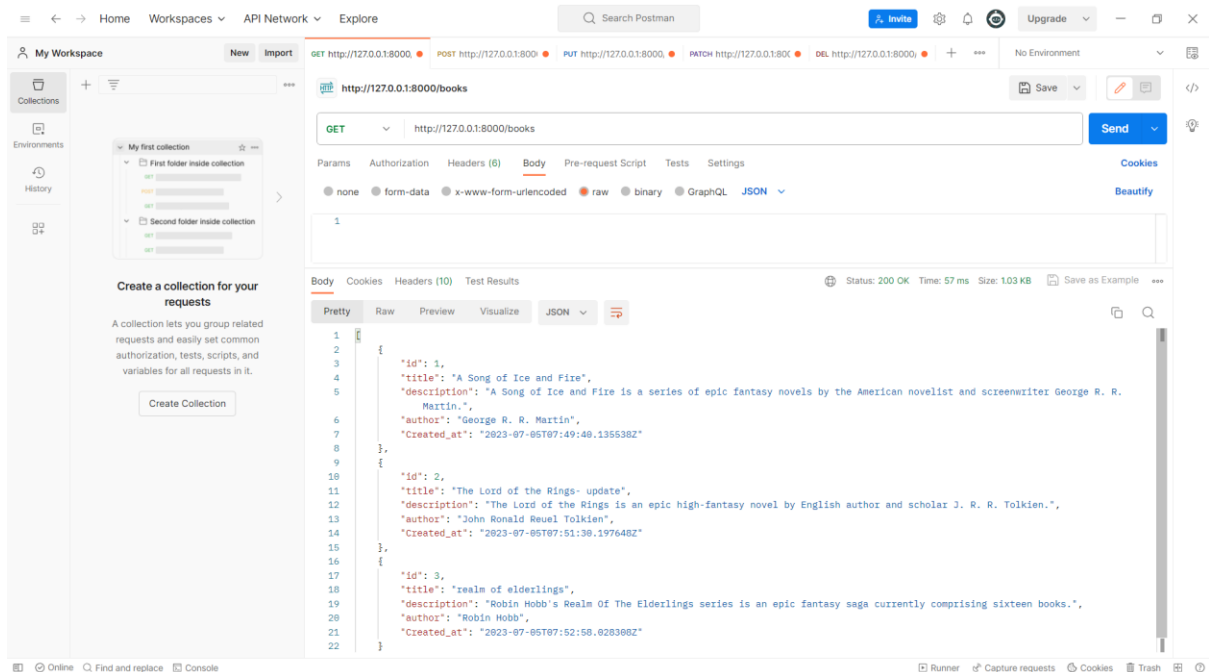 Home Workspaces API Network Explore Search Postman Invite Upgrade
My Workspace New Import GET http://127.0.0.1:8000, POST http://127.0.0.1:800( PUT http://127.0.0.1:8000, PATCH http://127.0.0.1:80( DEL http://127.0.0.1:8000/ No Environment
Collections
Environments
History
My first collection
First folder inside collection
GET
POST
GET
Second folder inside collection
GET
GET
Create a collection for your
requests
A collection lets you group related
requests and easily set common
authorization, tests, scripts, and
variables for all requests in it.
Create Collection
HTTP http://127.0.0.1:8000/books Save
GET http://127.0.0.1:8000/books Send
Params Authorization Headers (6) Body Pre-request Script Tests Settings Cookies
none form-data x-www-form-urlencoded raw binary GraphQL JSON Beautify
1
Body Cookies Headers (10) Test Results Status: 200 OK Time: 57 ms Size: 1.03 KB Save as Example
Pretty Raw Preview Visualize JSON
1 [
2 {
3 "id": 1,
4 "title": "A Song of Ice and Fire",
5 "description": "A Song of Ice and Fire is a series of epic fantasy novels by the American novelist and screenwriter George R. R.
Martin.",
6 "author": "George R. R. Martin",
7 "Created_at": "2023-07-05T07:49:40.135538Z"
8 },
9 {
10 "id": 2,
11 "title": "The Lord of the Rings- update",
12 "description": "The Lord of the Rings is an epic high-fantasy novel by English author and scholar J. R. R. Tolkien.",
13 "author": "John Ronald Reuel Tolkien",
14 "Created_at": "2023-07-05T07:51:30.197648Z"
15 },
16 {
17 "id": 3,
18 "title": "realm of elderlings",
19 "description": "Robin Hobb's Realm Of The Elderlings series is an epic fantasy saga currently comprising sixteen books.",
20 "author": "Robin Hobb",
21 "Created_at": "2023-07-05T07:52:58.028308Z"
22 }
Online Find and replace Console Runner Capture requests Cookies Trash